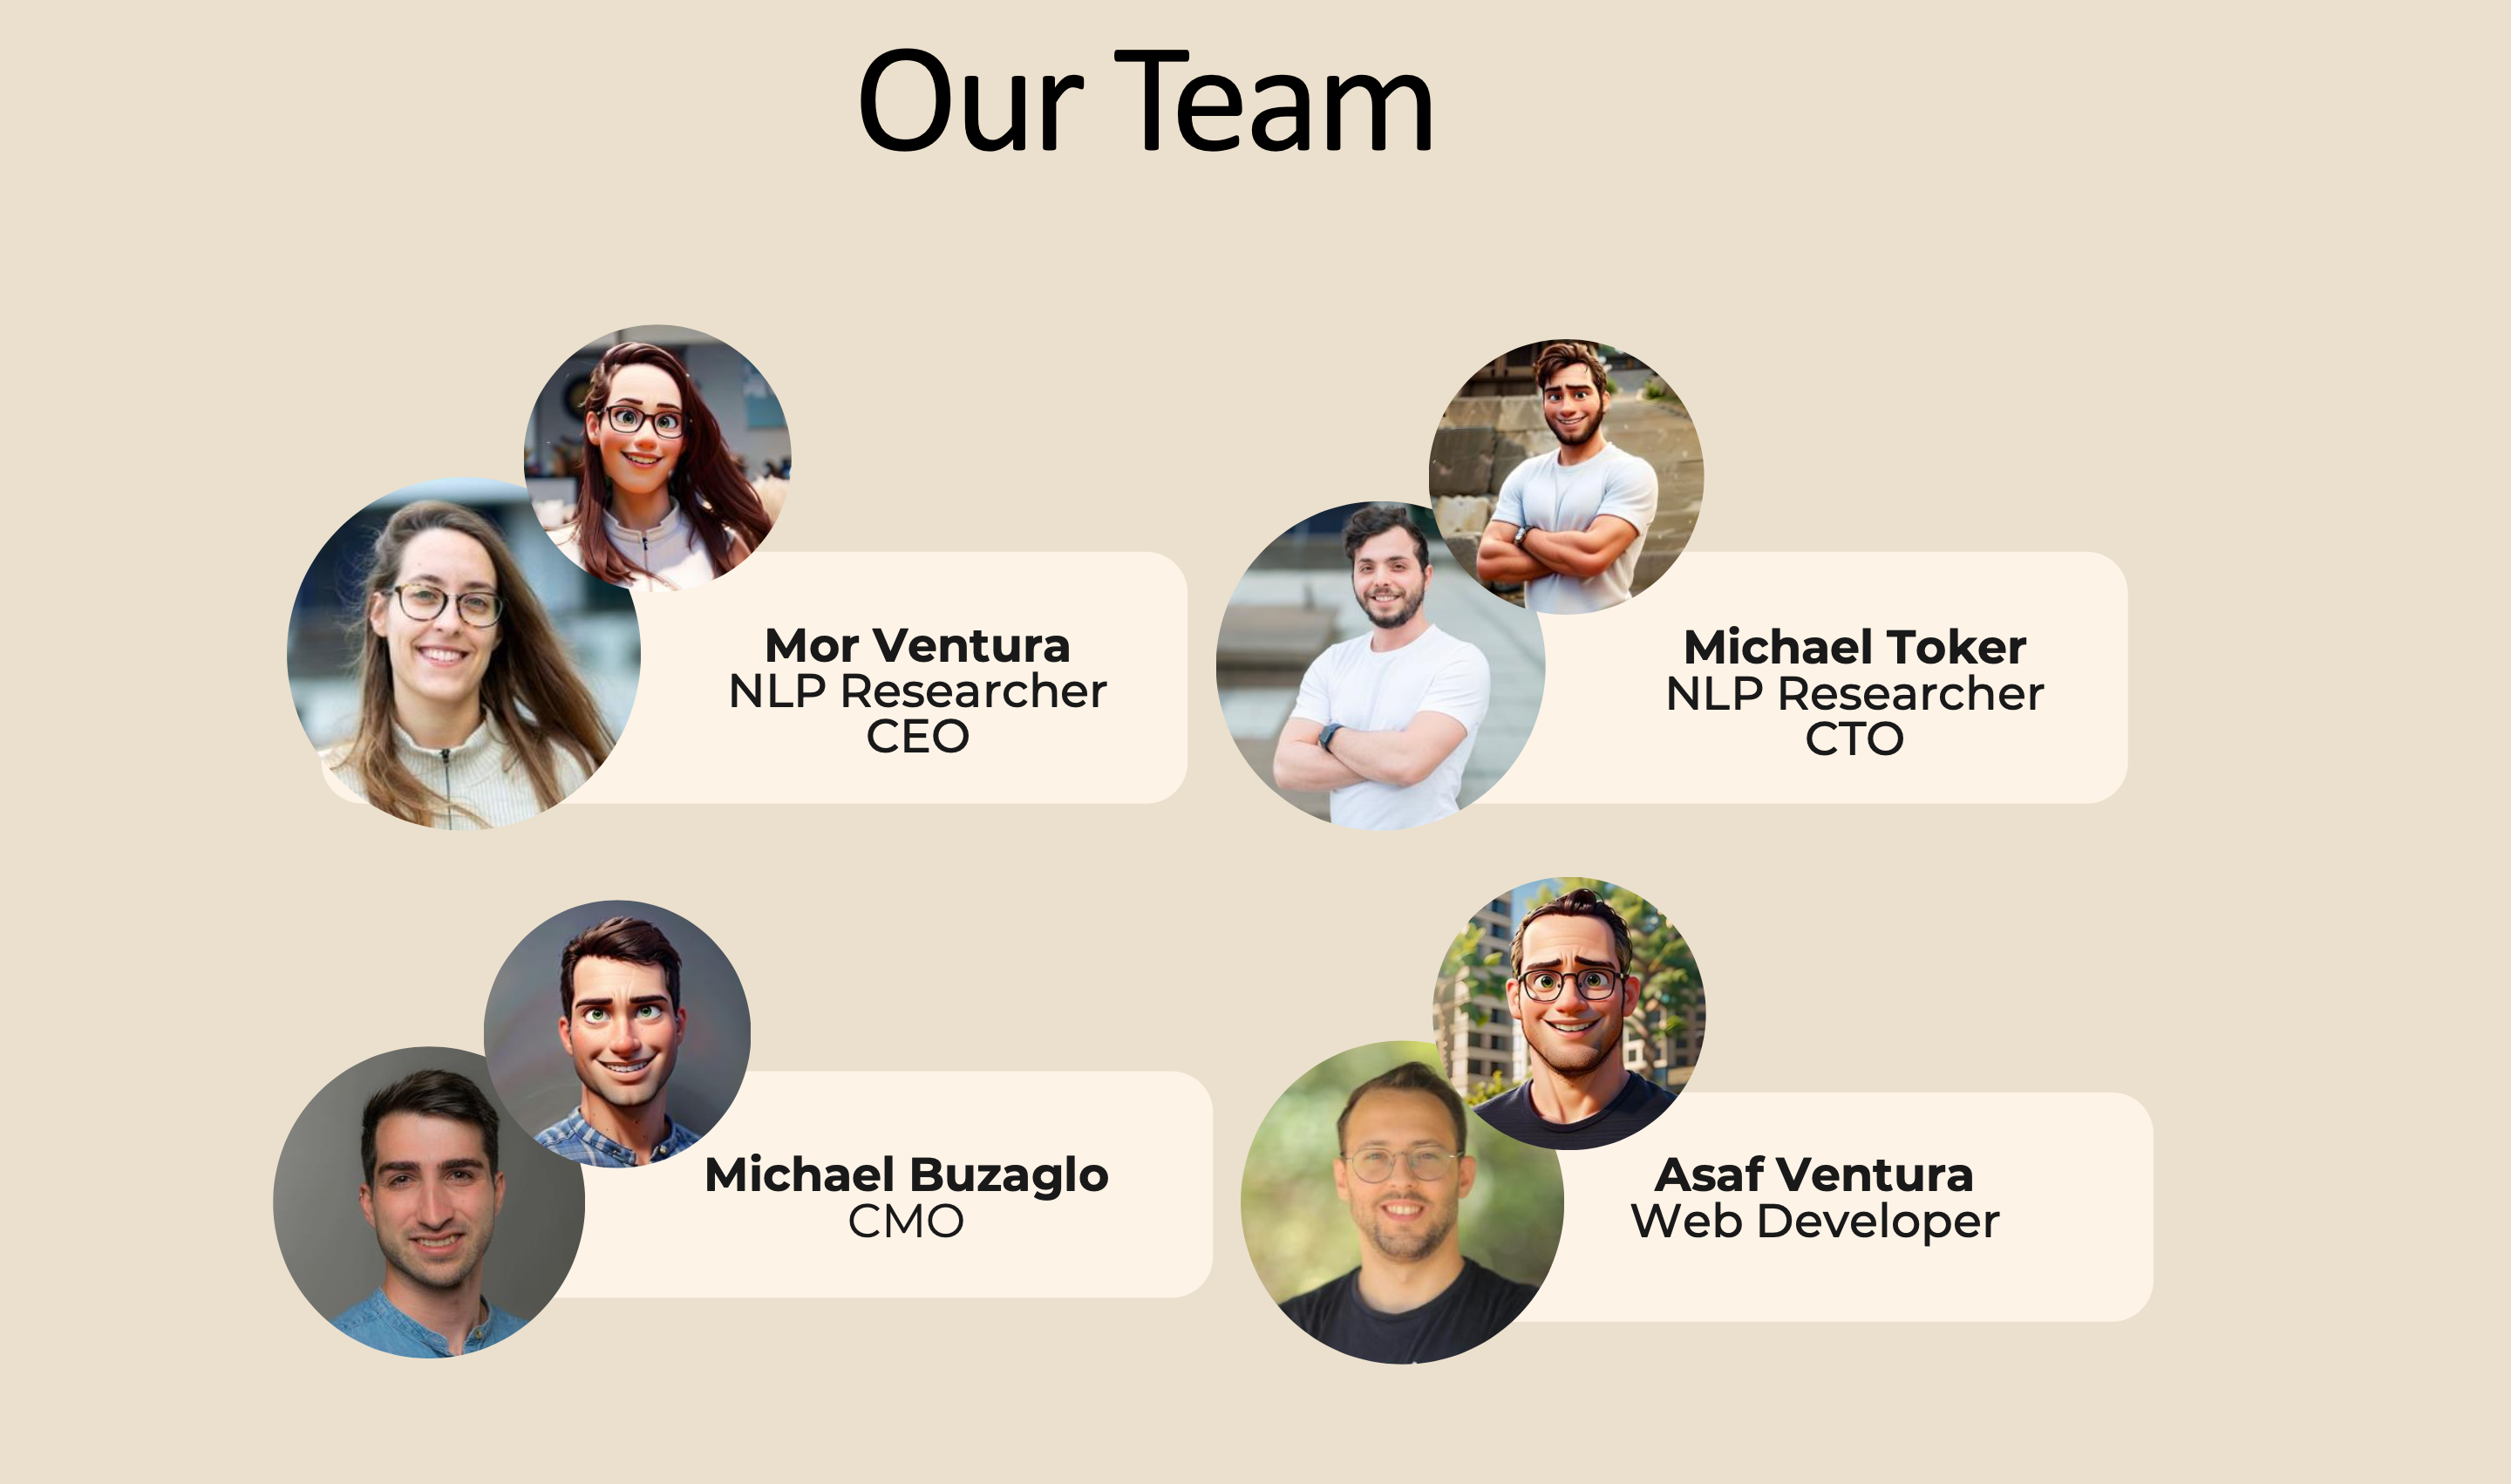 Our Team
Mor Ventura
NLP Researcher
CEO
Michael Toker
NLP Researcher
CTO
Michael Buzaglo
CMO
Asaf Ventura
Web Developer